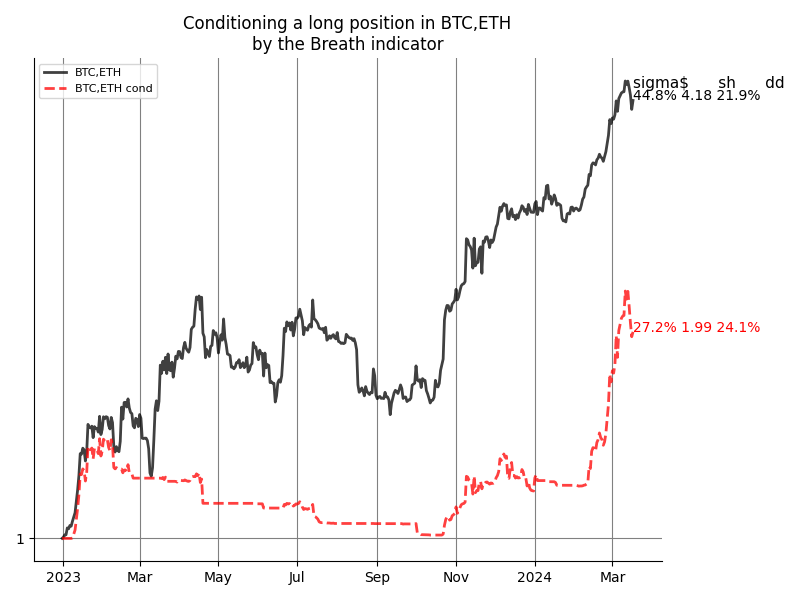 Conditioning a long position in BTC,ETH
by the Breath indicator
BTC,ETH
BTC,ETH cond
sigma$ sh dd
44.8% 4.18 21.9%
27.2% 1.99 24.1%
1
2023 Mar May Jul Sep Nov 2024 Mar